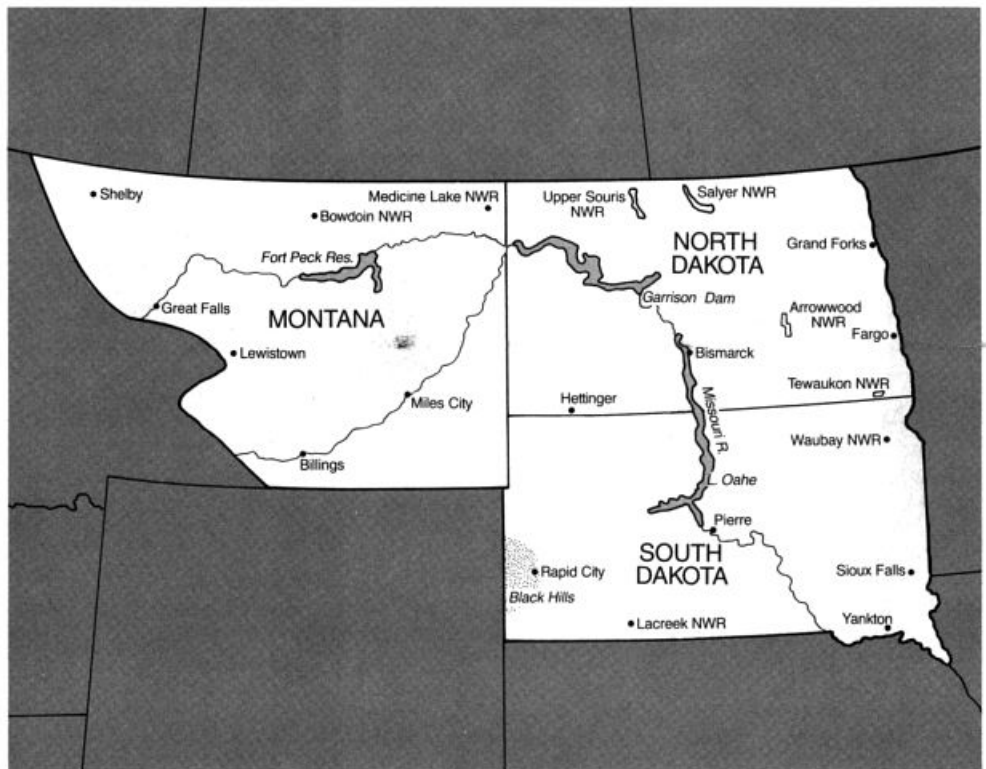 Shelby
Medicine Lake NWR
Bowdoin NWR
Fort Peck Res.
Great Falls
MONTANA
Lewistown
Miles City
Billings
Upper Souris
NWR
Salyer NWR
NORTH
DAKOTA
Grand Forks
Garrison Dam
Arrowwood
NWR
Fargo
Bismarck
Tewaukon NWR
Hettinger
Missouri R.
Waubay NWR
L. Oahe
Pierre
SOUTH
DAKOTA
Rapid City
Black Hills
Sioux Falls
Lacreek NWR
Yankton